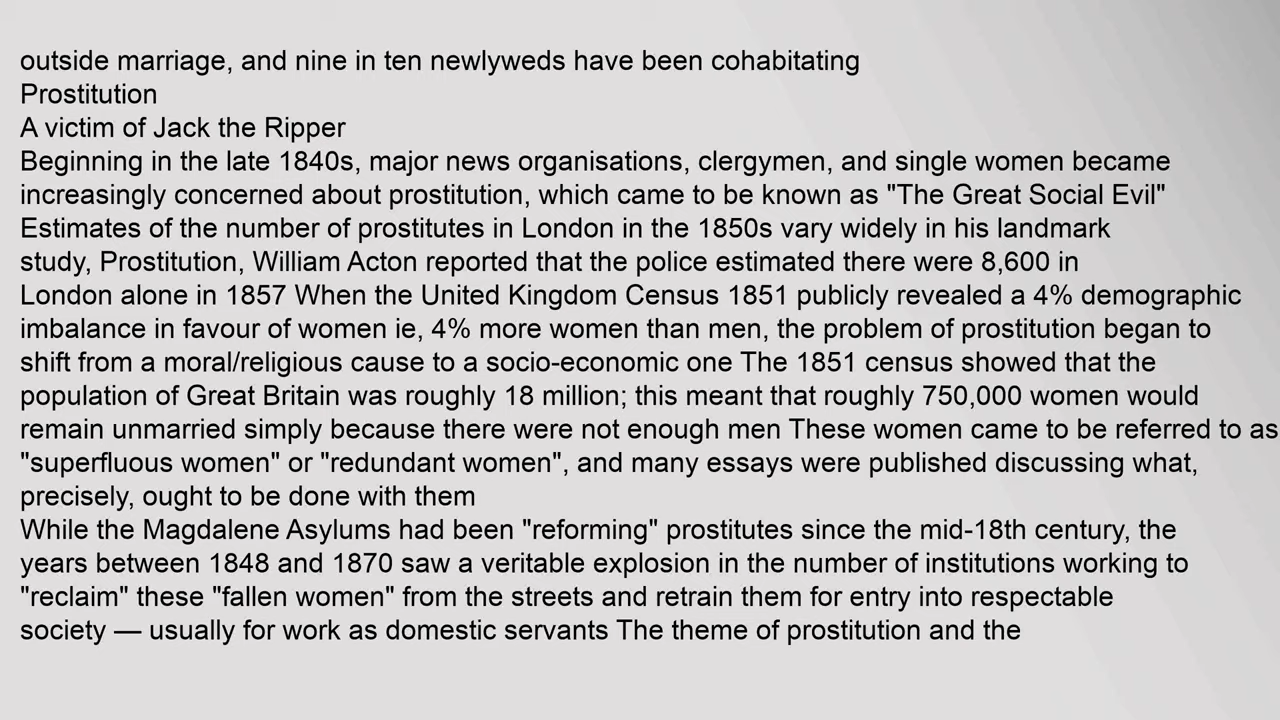 outside marriage, and nine in ten newlyweds have been cohabitating
Prostitution
A victim of Jack the Ripper
Beginning in the late 1840s, major news organisations, clergymen, and single women became
increasingly concerned about prostitution, which came to be known as "The Great Social Evil"
Estimates of the number of prostitutes in London in the 1850s vary widely in his landmark
study, Prostitution, William Acton reported that the police estimated there were 8,600 in
London alone in 1857 When the United Kingdom Census 1851 publicly revealed a 4% demographic
imbalance in favour of women ie, 4% more women than men, the problem of prostitution began to
shift from a moral/religious cause to a socio-economic one The 1851 census showed that the
population of Great Britain was roughly 18 million; this meant that roughly 750,000 women would
remain unmarried simply because there were not enough men These women came to be referred to as
"superfluous women" or "redundant women", and many essays were published discussing what,
precisely, ought to be done with them
While the Magdalene Asylums had been "reforming" prostitutes since the mid-18th century, the
years between 1848 and 1870 saw a veritable explosion in the number of institutions working to
"reclaim" these "fallen women" from the streets and retrain them for entry into respectable
society — usually for work as domestic servants The theme of prostitution and the